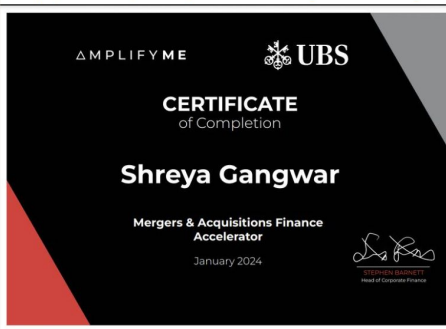 AMPLIFYME
UBS
CERTIFICATE
of Completion
Shreya Gangwar
Mergers & Acquisitions Finance
Accelerator
January 2024
STEPHEN BARNETT
Head of Corporate Finance